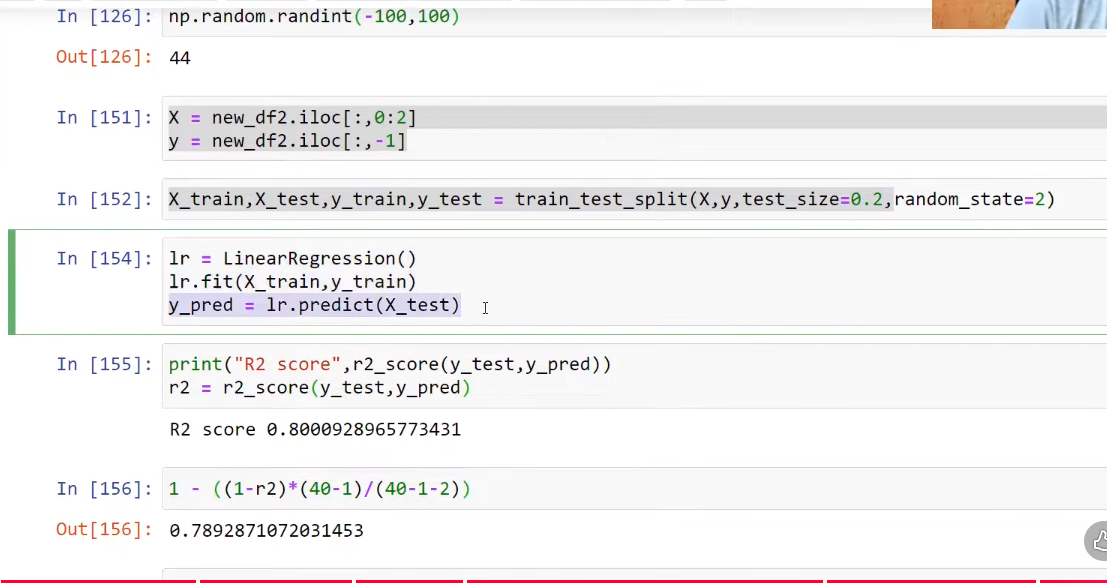 In [126]: np.random.randint(-100,100)
Out[126]: 44
In [151]: X = new_df2.iloc[:,0:2]
y = new_df2.iloc[:,-1]
In [152]: X_train,X_test,y_train,y_test = train_test_split(X,y,test_size=0.2,random_state=2)
In [154]: lr = LinearRegression()
lr.fit(X_train,y_train)
y_pred = lr.predict(X_test)
In [155]: print("R2 score",r2_score(y_test,y_pred))
r2 = r2_score(y_test,y_pred)
R2 score 0.8000928965773431
In [156]: 1 - ((1-r2)*(40-1)/(40-1-2))
Out[156]: 0.7892871072031453